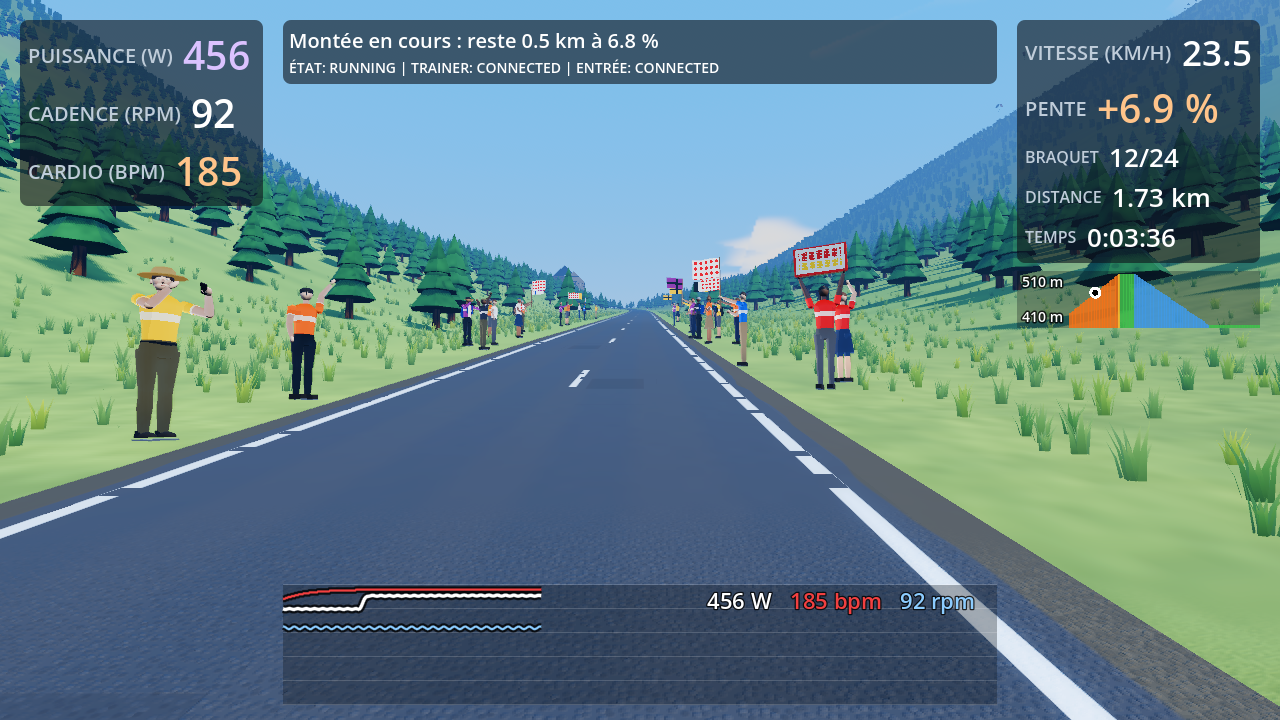 PUISSANCE (W) 456
CADENCE (RPM) 92
CARDIO (BPM) 185
Montée en cours : reste 0.5 km à 6.8 %
ÉTAT: RUNNING | TRAINER: CONNECTED | ENTRÉE: CONNECTED
VITESSE (KM/H) 23.5
PENTE +6.9 %
BRAQUET 12/24
DISTANCE 1.73 km
TEMPS 0:03:36
510 m
410 m
456 W 185 bpm 92 rpm